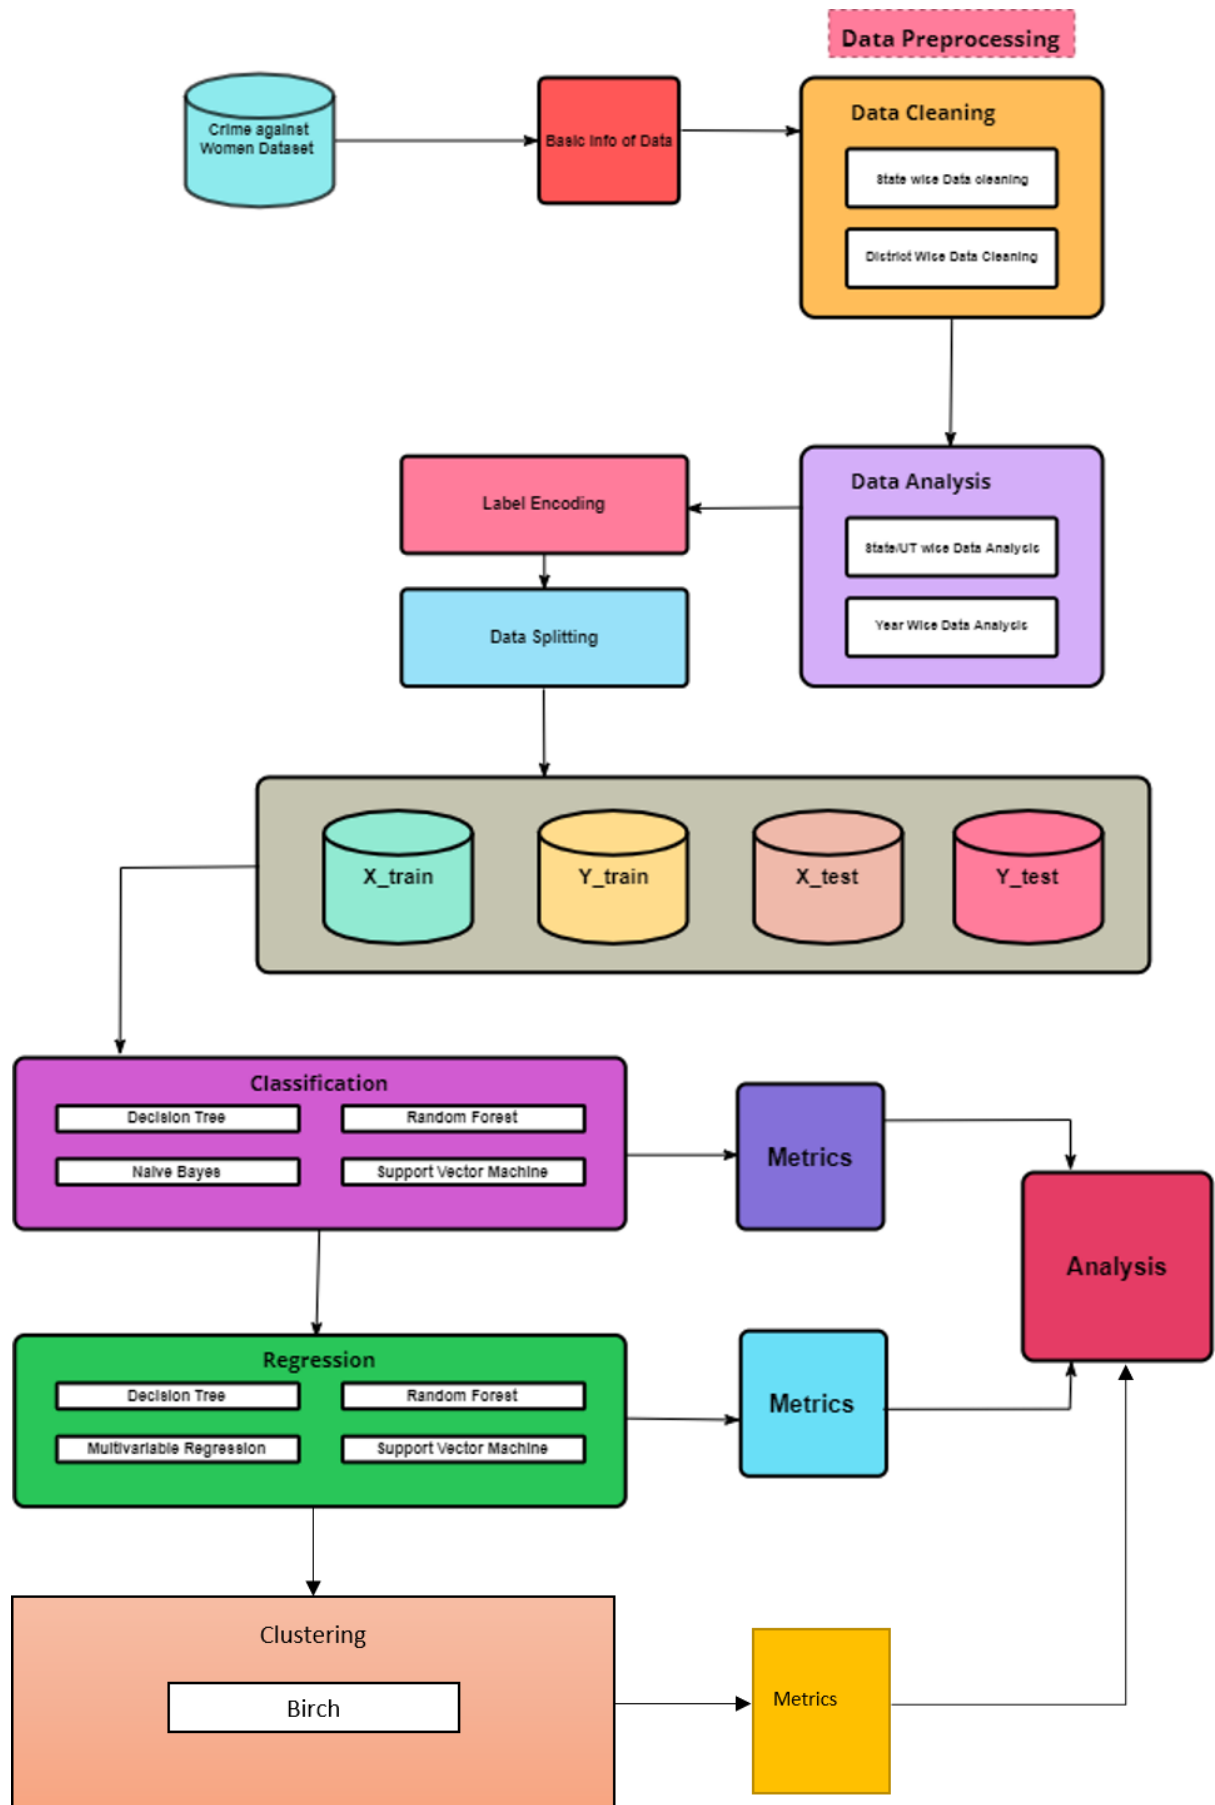 Data Preprocessing
Crime against
Women Dataset
Basic Info of Data
Data Cleaning
State wise Data cleaning
District Wise Data Cleaning
Data Analysis
State/UT wise Data Analysis
Year Wise Data Analysis
Label Encoding
Data Splitting
X_train
Y_train
X_test
Y_test
Classification
Decision Tree
Random Forest
Naive Bayes
Support Vector Machine
Metrics
Analysis
Regression
Decision Tree
Random Forest
Multivariable Regression
Support Vector Machine
Metrics
Clustering
Birch
Metrics